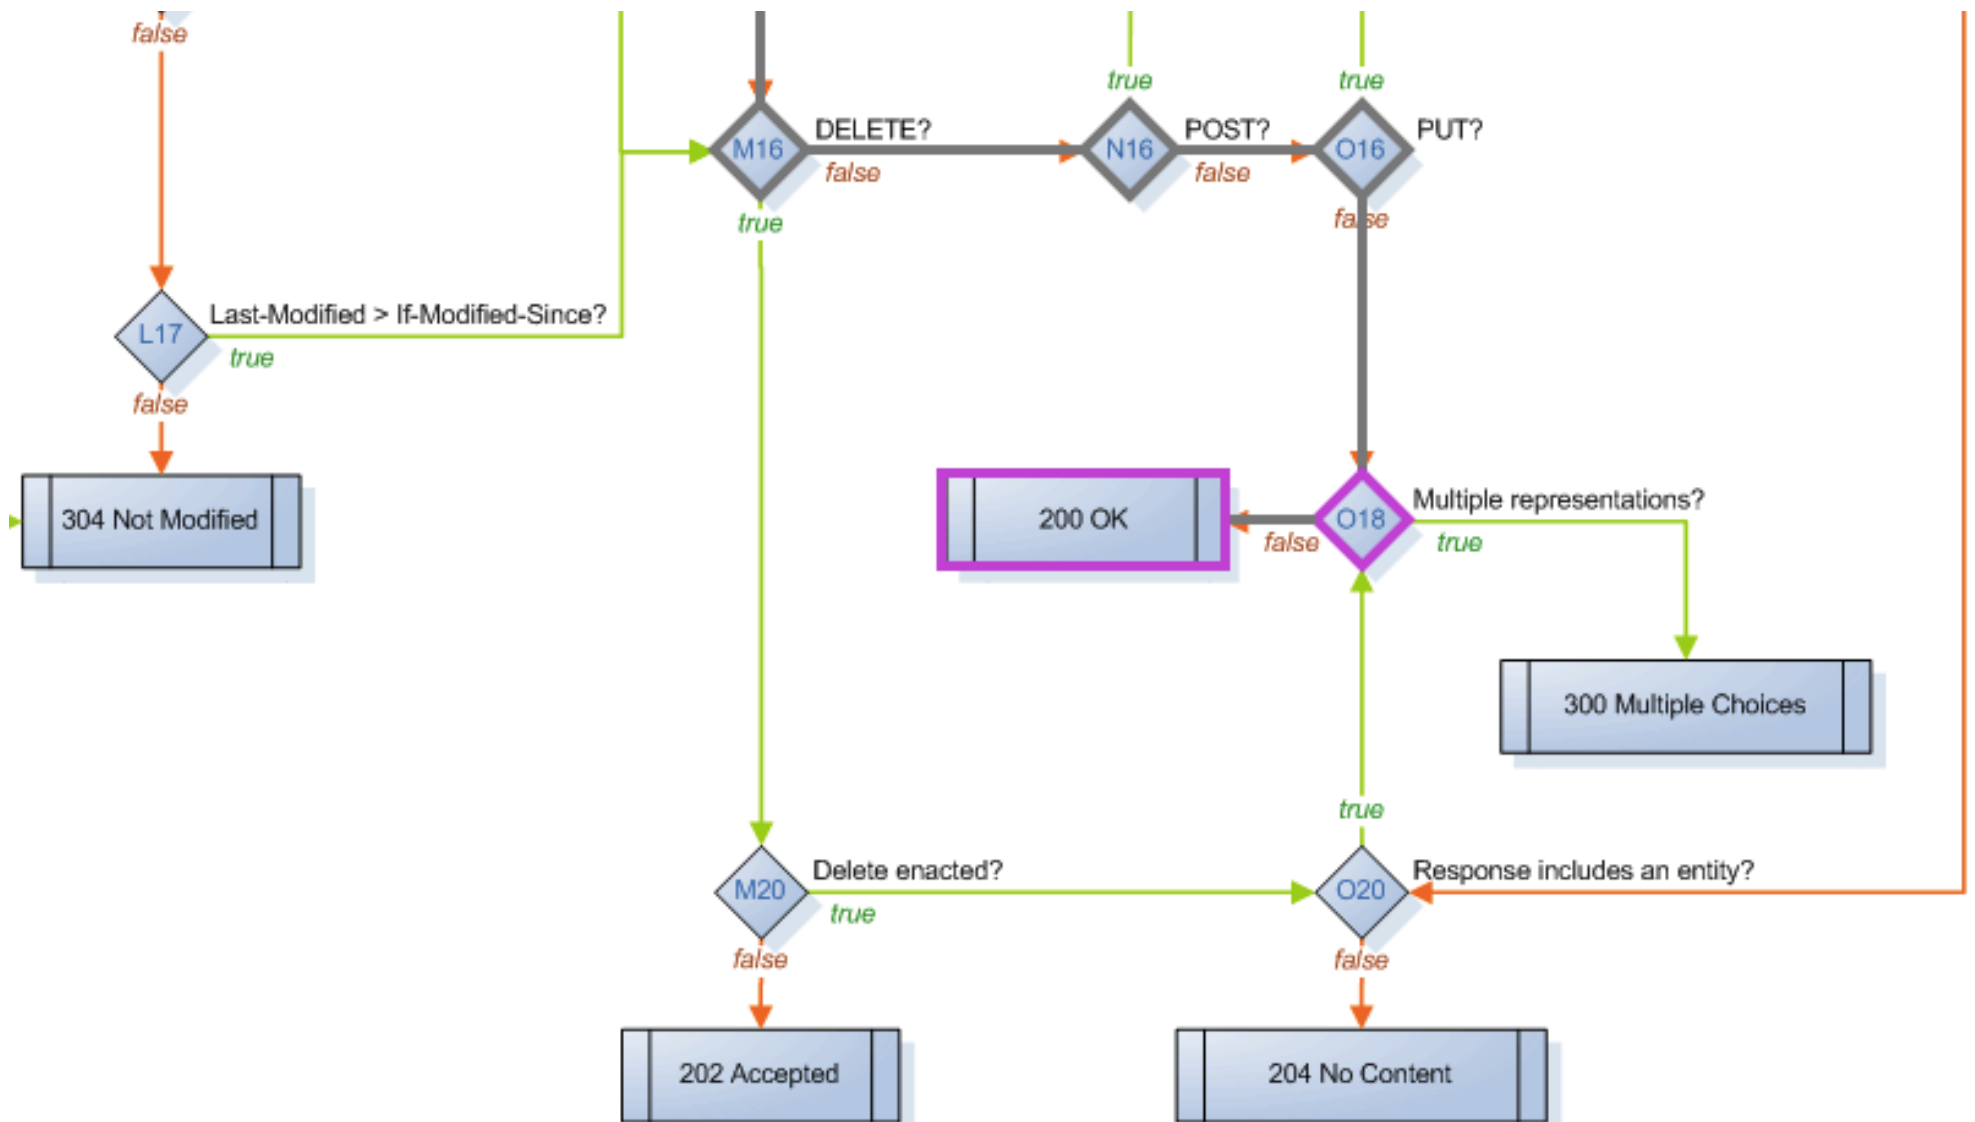 false
true
true
M16
DELETE?
false
N16
POST?
false
O16
PUT?
true
false
L17
Last-Modified > If-Modified-Since?
true
false
304 Not Modified
200 OK
false
O18
Multiple representations?
true
300 Multiple Choices
true
M20
Delete enacted?
true
O20
Response includes an entity?
false
false
202 Accepted
204 No Content